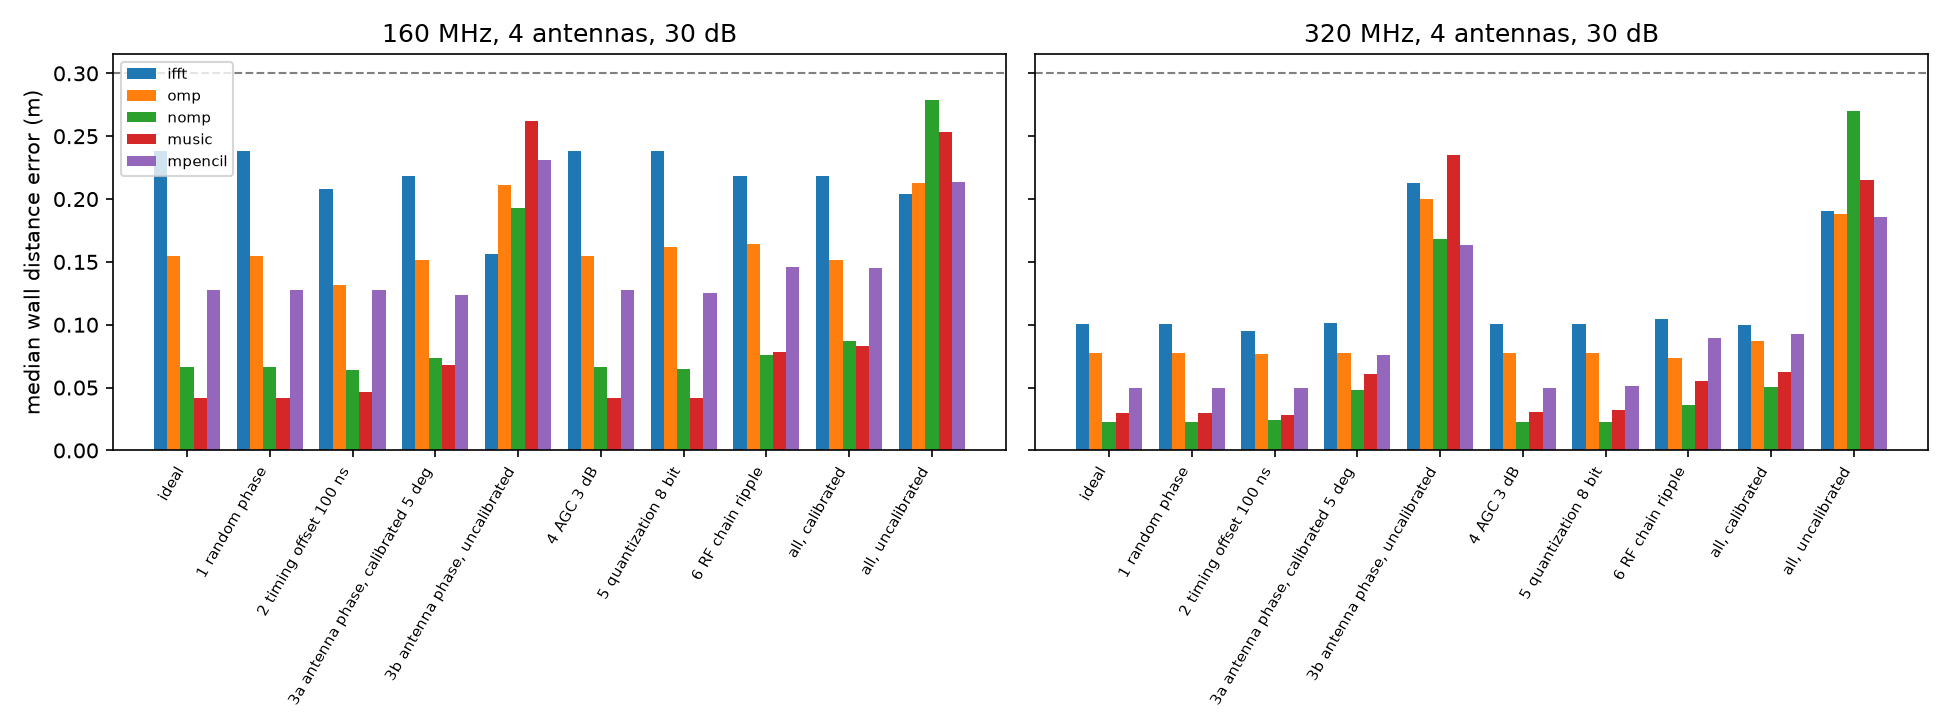 160 MHz, 4 antennas, 30 dB
320 MHz, 4 antennas, 30 dB
median wall distance error (m)
0.30
0.25
0.20
0.15
0.10
0.05
0.00
ifft
omp
nomp
music
mpencil
ideal
1 random phase
2 timing offset 100 ns
3a antenna phase, calibrated 5 deg
3b antenna phase, uncalibrated
4 AGC 3 dB
5 quantization 8 bit
6 RF chain ripple
all, calibrated
all, uncalibrated
ideal
1 random phase
2 timing offset 100 ns
3a antenna phase, calibrated 5 deg
3b antenna phase, uncalibrated
4 AGC 3 dB
5 quantization 8 bit
6 RF chain ripple
all, calibrated
all, uncalibrated